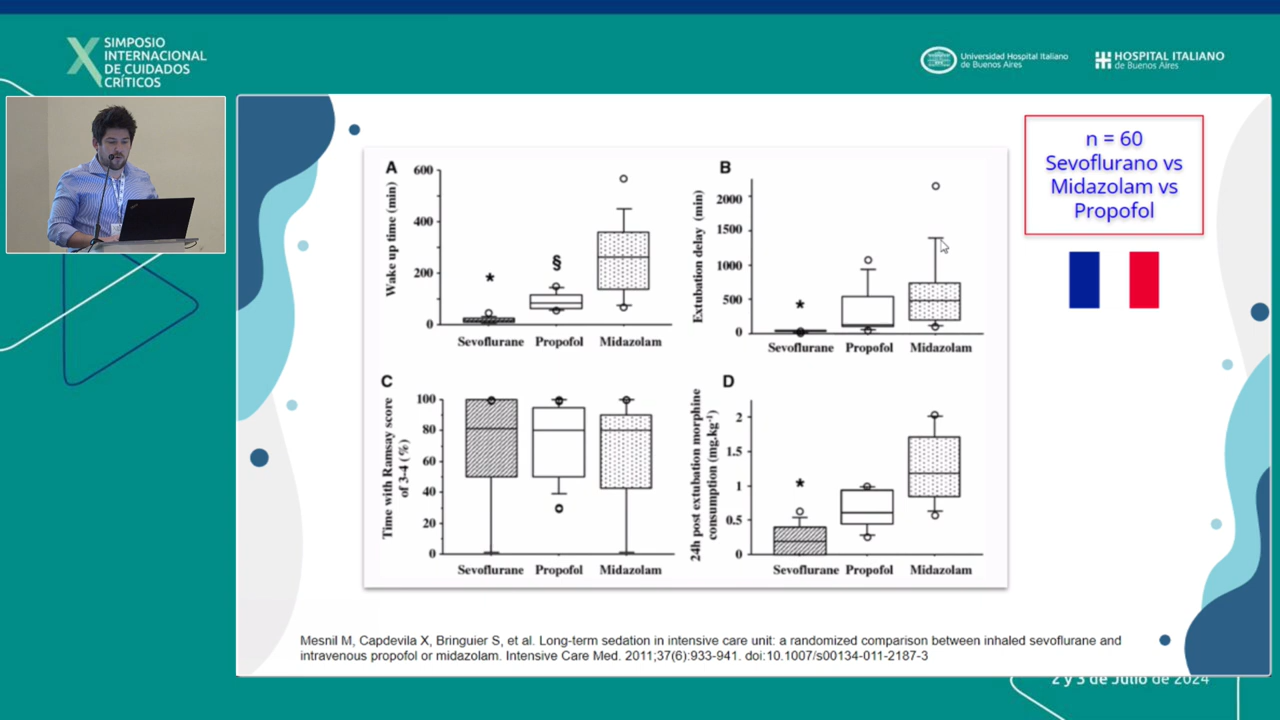 X SIMPOSIO
INTERNACIONAL
DE CUIDADOS
CRÍTICOS
Universidad Hospital Italiano
de Buenos Aires
HOSPITAL ITALIANO
de Buenos Aires
n = 60
Sevoflurano vs
Midazolam vs
Propofol
A
Wake up time (min)
600
400
200
0
*
§
Sevoflurane Propofol Midazolam
B
Extubation delay (min)
2000
1500
1000
500
0
*
Sevoflurane Propofol Midazolam
C
Time with Ramsay score
of 3-4 (%)
100
80
60
40
20
0
Sevoflurane Propofol Midazolam
D
24h post extubation morphine
consumption (mg.kg-1)
2
1.5
1
0.5
0
*
Sevoflurane Propofol Midazolam
Mesnil M, Capdevila X, Bringuier S, et al. Long-term sedation in intensive care unit: a randomized comparison between inhaled sevoflurane and
intravenous propofol or midazolam. Intensive Care Med. 2011;37(6):933-941. doi:10.1007/s00134-011-2187-3
2 y 3 de Julio de 2024